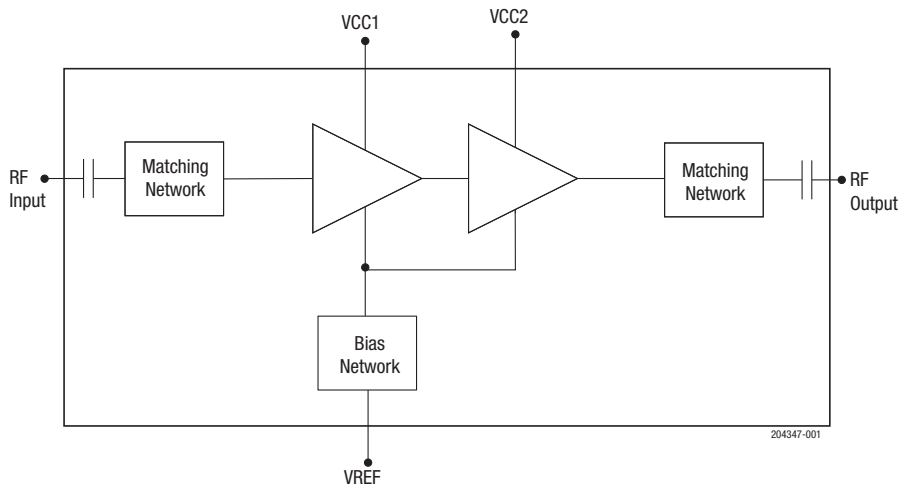 VCC1
VCC2
RF
Input
Matching
Network
Matching
Network
RF
Output
Bias
Network
204347-001
VREF